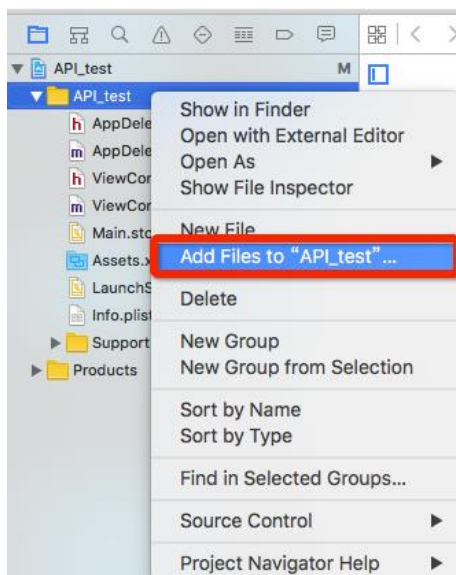 API_test M
API_test
h AppDele
m AppDele
h ViewCor
m ViewCor
Main.sto
Assets.x
LaunchS
Info.plist
Support
Products
Show in Finder
Open with External Editor
Open As
Show File Inspector
New File
Add Files to “API_test”...
Delete
New Group
New Group from Selection
Sort by Name
Sort by Type
Find in Selected Groups...
Source Control
Project Navigator Help